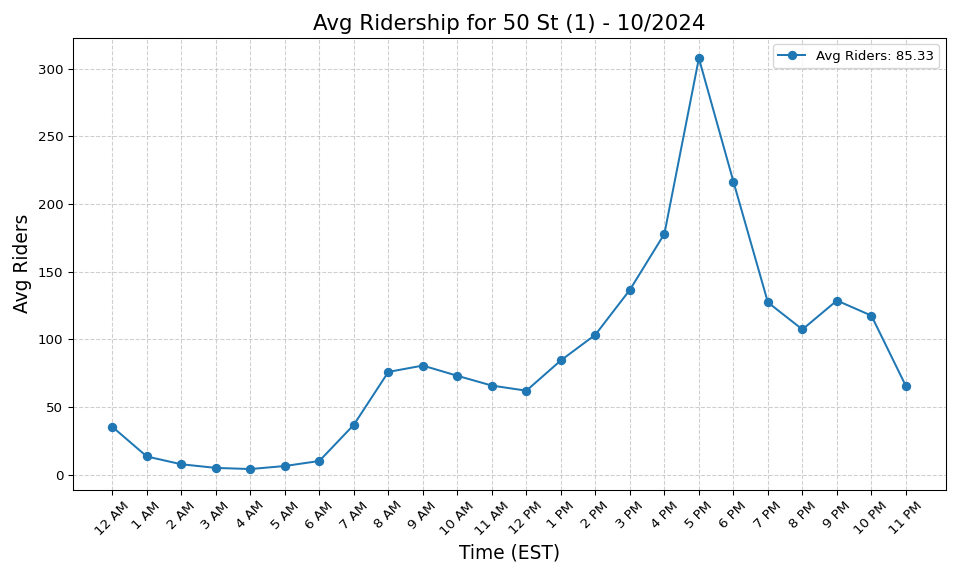 Avg Ridership for 50 St (1) - 10/2024
Avg Riders: 85.33
Avg Riders
300
250
200
150
100
50
0
12 AM
1 AM
2 AM
3 AM
4 AM
5 AM
6 AM
7 AM
8 AM
9 AM
10 AM
11 AM
12 PM
1 PM
2 PM
3 PM
4 PM
5 PM
6 PM
7 PM
8 PM
9 PM
10 PM
11 PM
Time (EST)